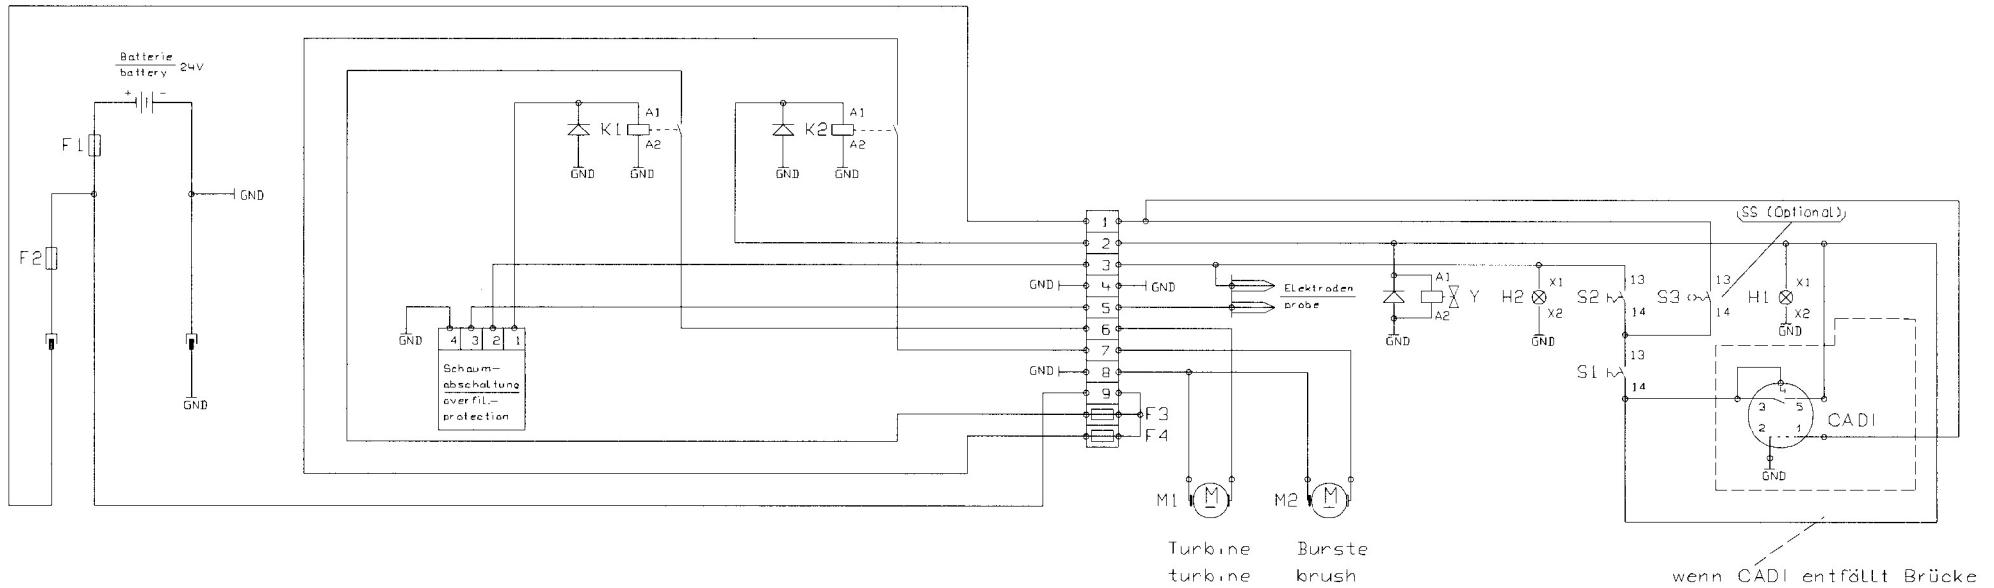 Batterie
battery 24V
+ -
F1
GND
F2
GND
A1
K1
A2
GND GND
A1
K2
A2
GND GND
GND
4 3 2 1
Schaum-
abschaltung
overfil.-
protection
1
2
3
GND 4 GND
5
6
7
GND 8
9
F3
F4
Elektroden
probe
A1
Y
A2
GND
X1
H2
X2
GND
13
S2
14
SS (Optional)
13
S3
14
X1
H1
X2
GND
13
S1
14
4
3 5
2 1
CADI
GND
M1 M
M2 M
Turbine Burste
turbine brush
wenn CADI entfällt Brücke